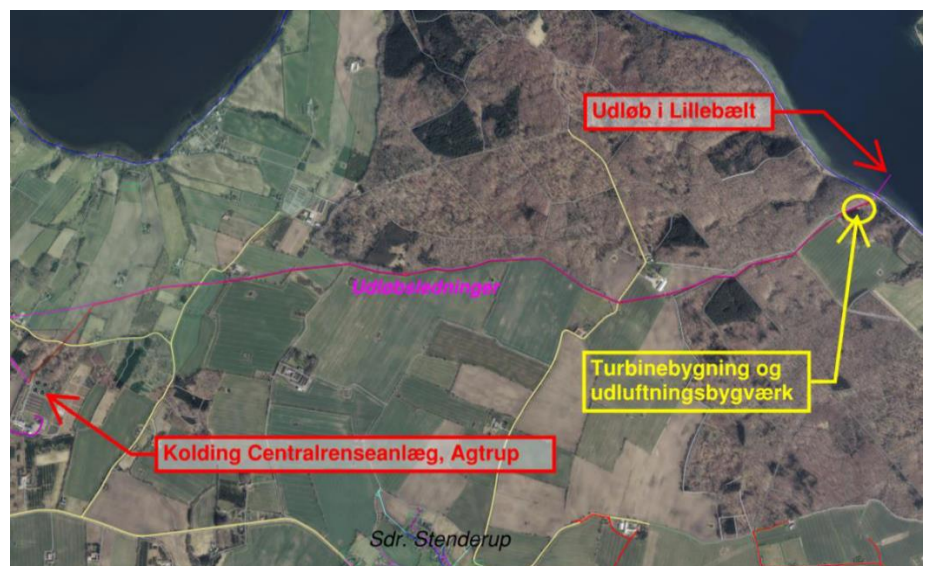 Udløb i Lillebælt
Udløbsledninger
Turbinebygning og
udluftningsbygværk
Kolding Centralrenseanlæg, Agtrup
Sdr. Stenderup